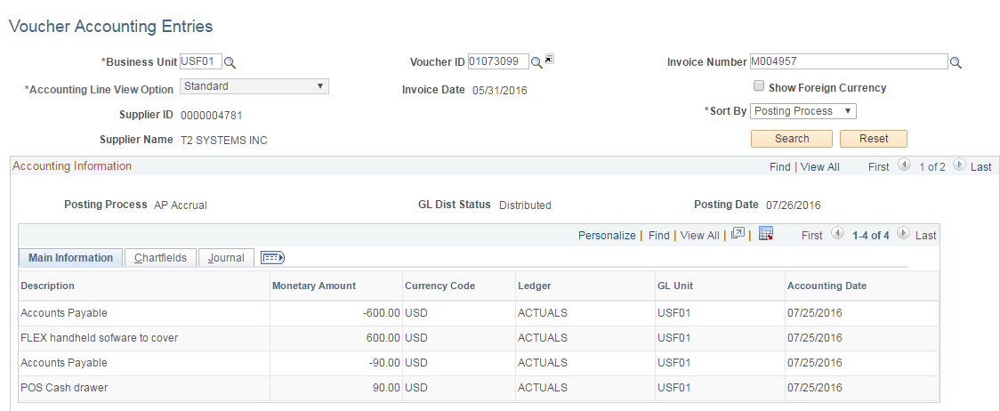 Voucher Accounting Entries
*Business Unit USF01 Voucher ID 01073099 Invoice Number M004957
*Accounting Line View Option Standard Invoice Date 05/31/2016 Show Foreign Currency
Supplier ID 0000004781 *Sort By Posting Process
Supplier Name T2 SYSTEMS INC Search Reset
Accounting Information Find | View All First 1 of 2 Last
Posting Process AP Accrual GL Dist Status Distributed Posting Date 07/26/2016
Personalize | Find | View All | | First 1-4 of 4 Last
Main Information Chartfields Journal
Description Monetary Amount Currency Code Ledger GL Unit Accounting Date
Accounts Payable -600.00 USD ACTUALS USF01 07/25/2016
FLEX handheld sofware to cover 600.00 USD ACTUALS USF01 07/25/2016
Accounts Payable -90.00 USD ACTUALS USF01 07/25/2016
POS Cash drawer 90.00 USD ACTUALS USF01 07/25/2016